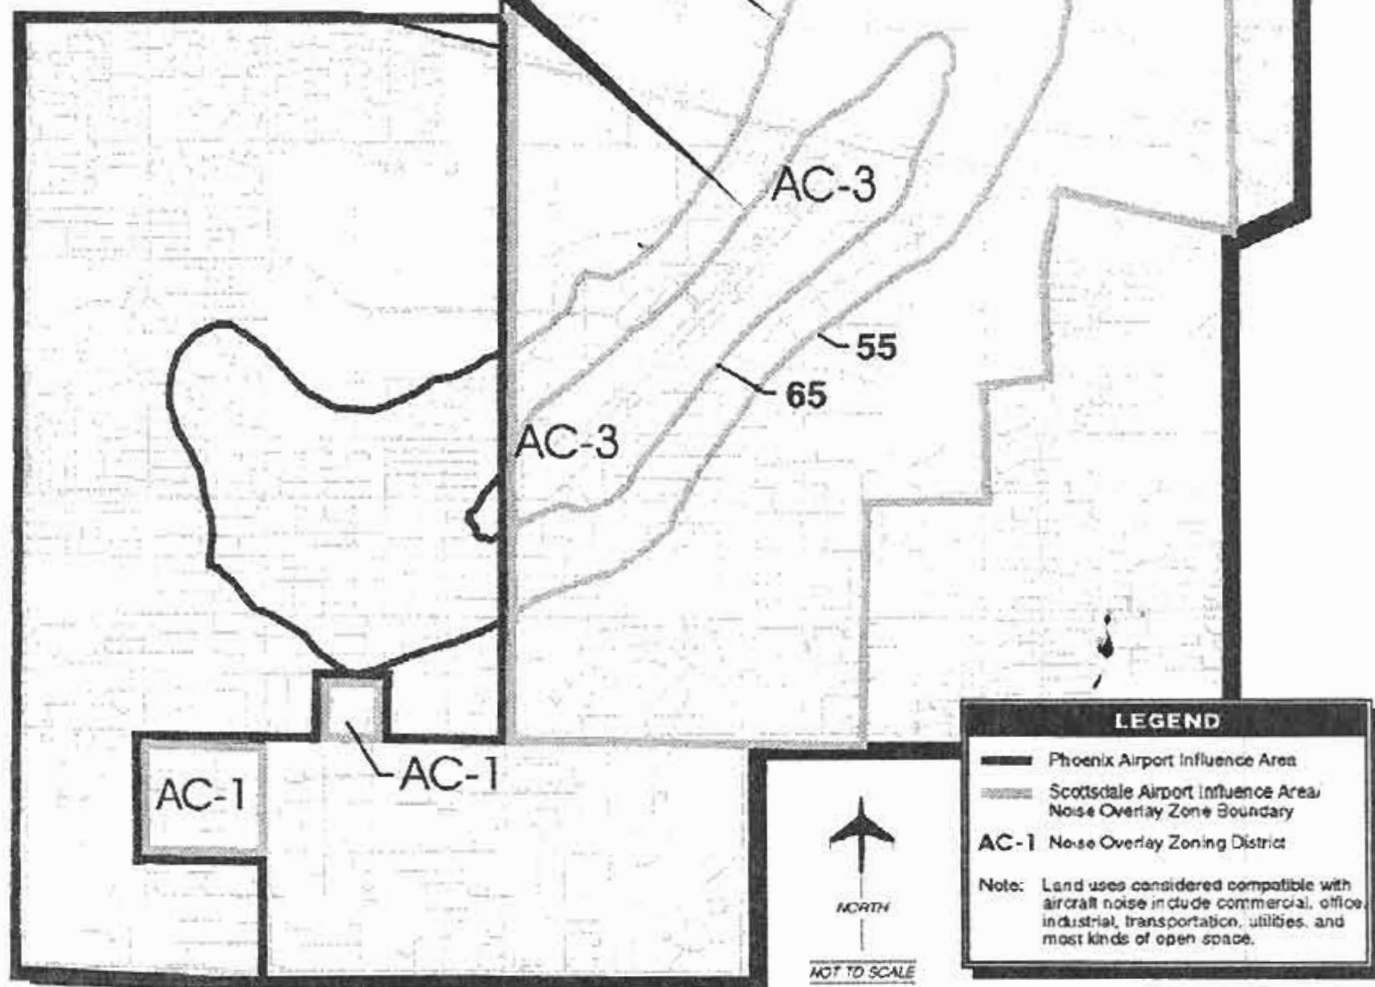 AC-3
55
65
AC-3
AC-1
AC-1
NORTH
NOT TO SCALE
LEGEND
Phoenix Airport Influence Area
Scottsdale Airport Influence Area/
Noise Overlay Zone Boundary
AC-1 Noise Overlay Zoning District
Note: Land uses considered compatible with
aircraft noise include commercial, office,
industrial, transportation, utilities, and
most kinds of open space.